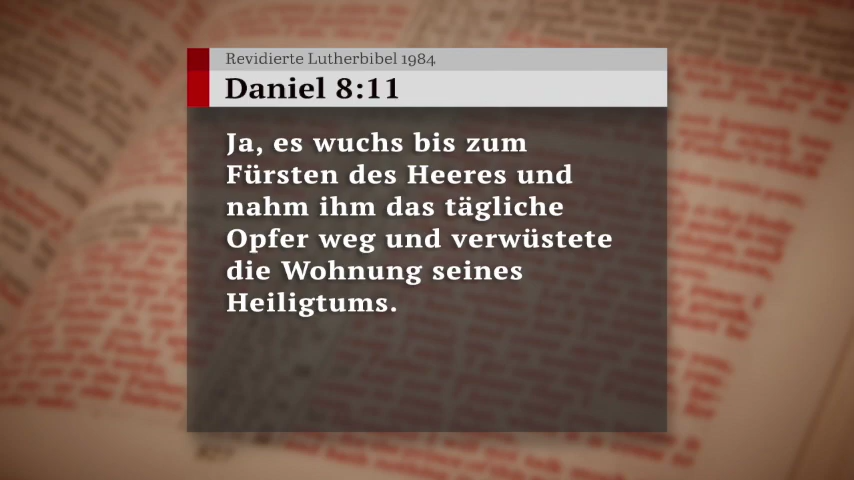 Revidierte Lutherbibel 1984
Daniel 8:11
Ja, es wuchs bis zum
Fürsten des Heeres und
nahm ihm das tägliche
Opfer weg und verwüstete
die Wohnung seines
Heiligtums.